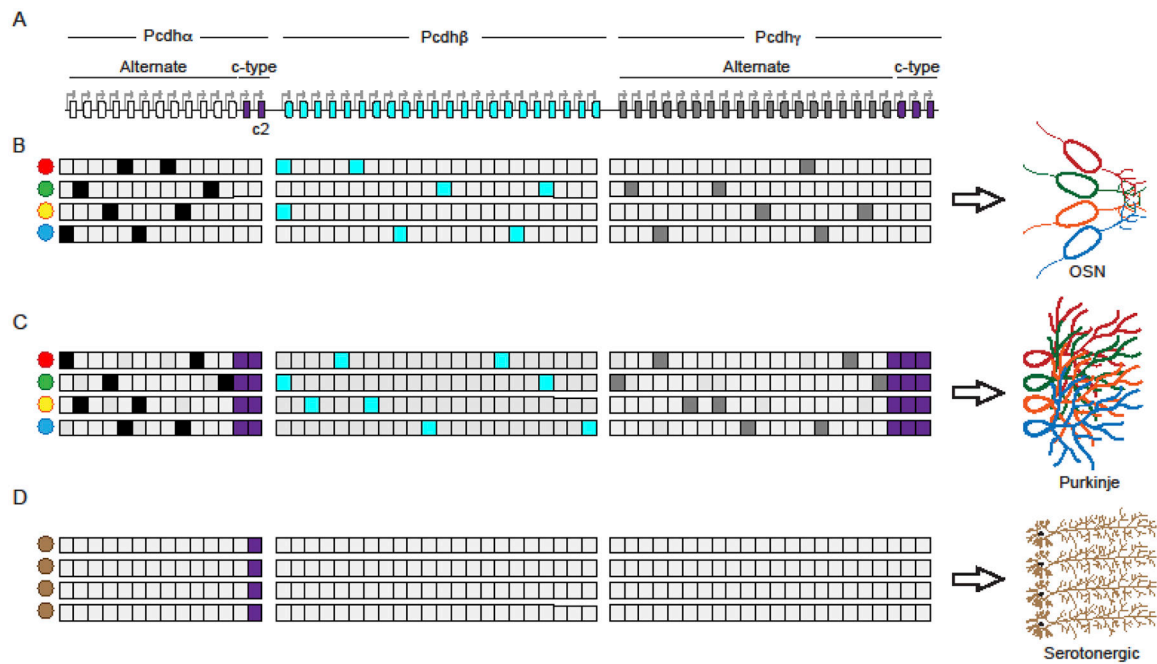 A
Pcdhα Pcdhβ Pcdhγ
Alternate c-type Alternate c-type
c2
B
OSN
C
Purkinje
D
Serotonergic